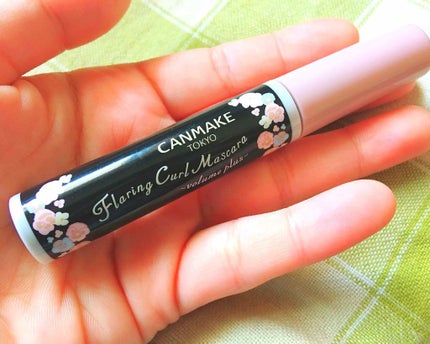 CANMAKE
TOKYO
Flaring Curl Mascara
~volume plus~